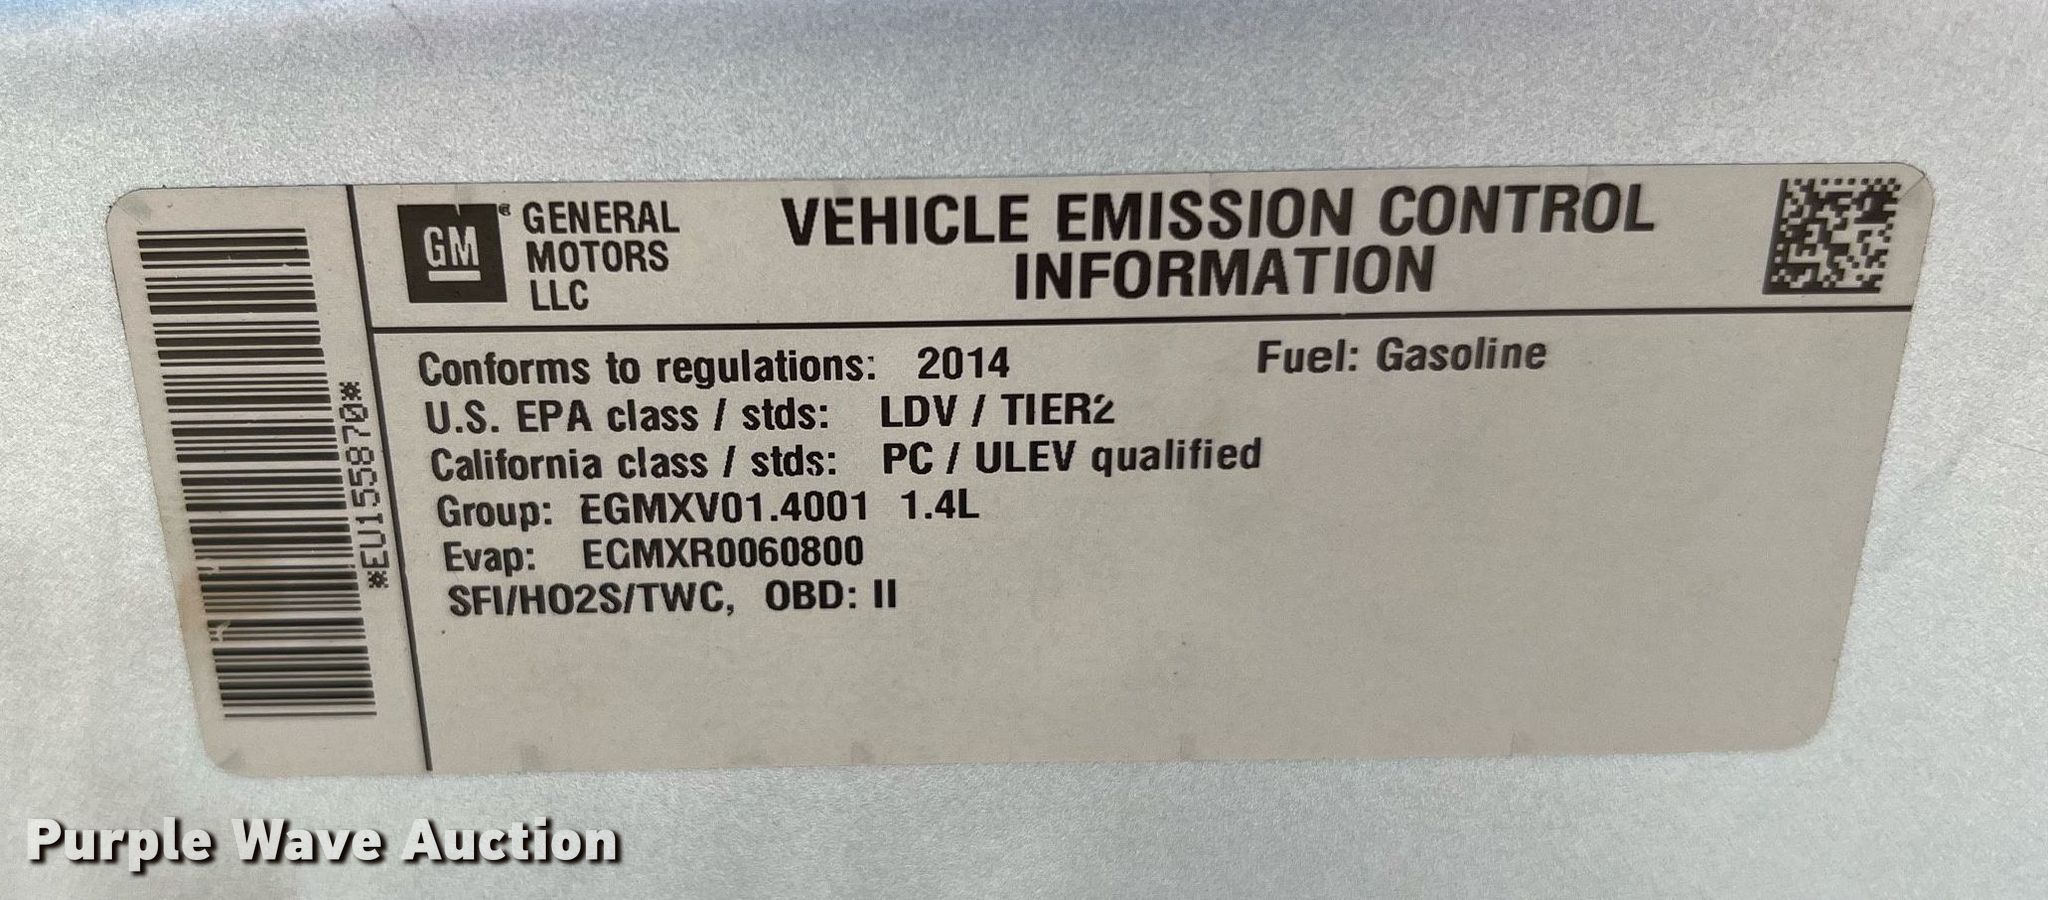 GM® GENERAL MOTORS LLC
VEHICLE EMISSION CONTROL
INFORMATION
*EU155870*
Conforms to regulations: 2014 Fuel: Gasoline
U.S. EPA class / stds: LDV / TIER2
California class / stds: PC / ULEV qualified
Group: EGMXV01.4001 1.4L
Evap: EGMXR0060800
SFI/HO2S/TWC, OBD: II
Purple Wave Auction